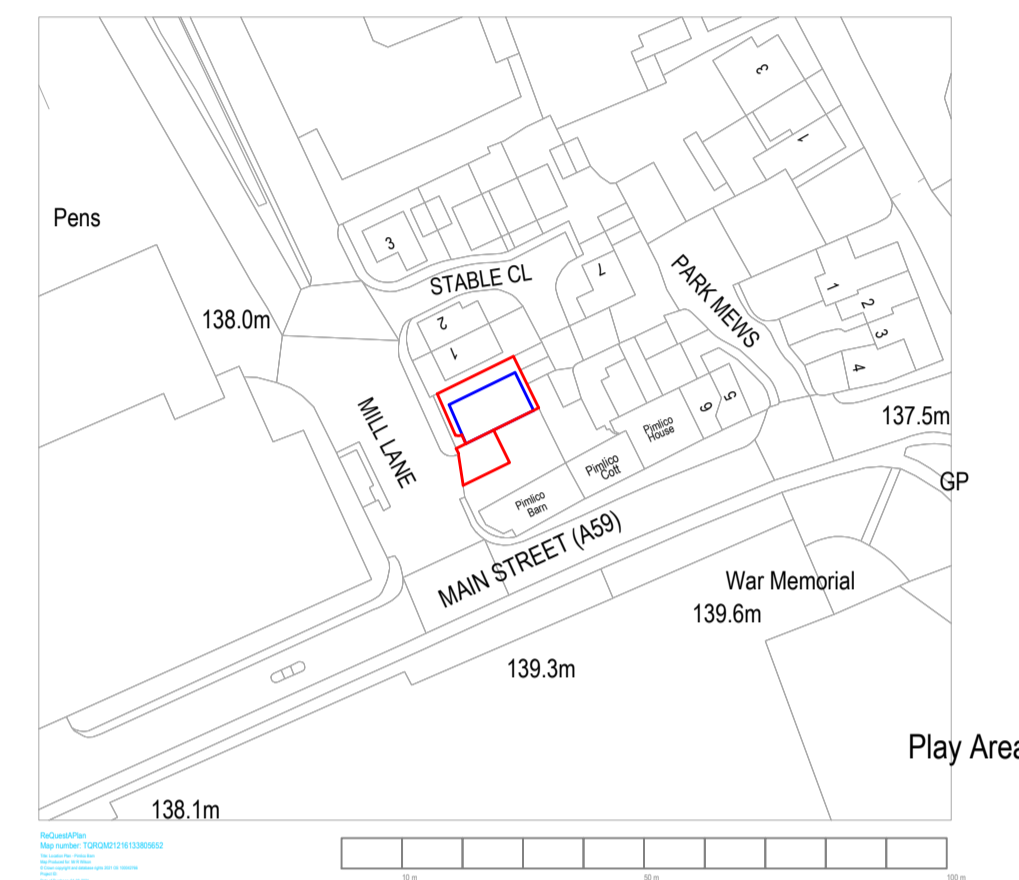 3
1
Pens
3
STABLE CL
7
PARK MEWS
138.0m
2
1
1
2
3
4
MILL LANE
5
6
137.5m
Pimlico
House
Pimlico
Cott
Pimlico
Barn
GP
MAIN STREET (A59)
War Memorial
139.6m
139.3m
Play Area
138.1m
ReQuestAPlan
Map number: TQRQM21216133805652
10 m
50 m
100 m